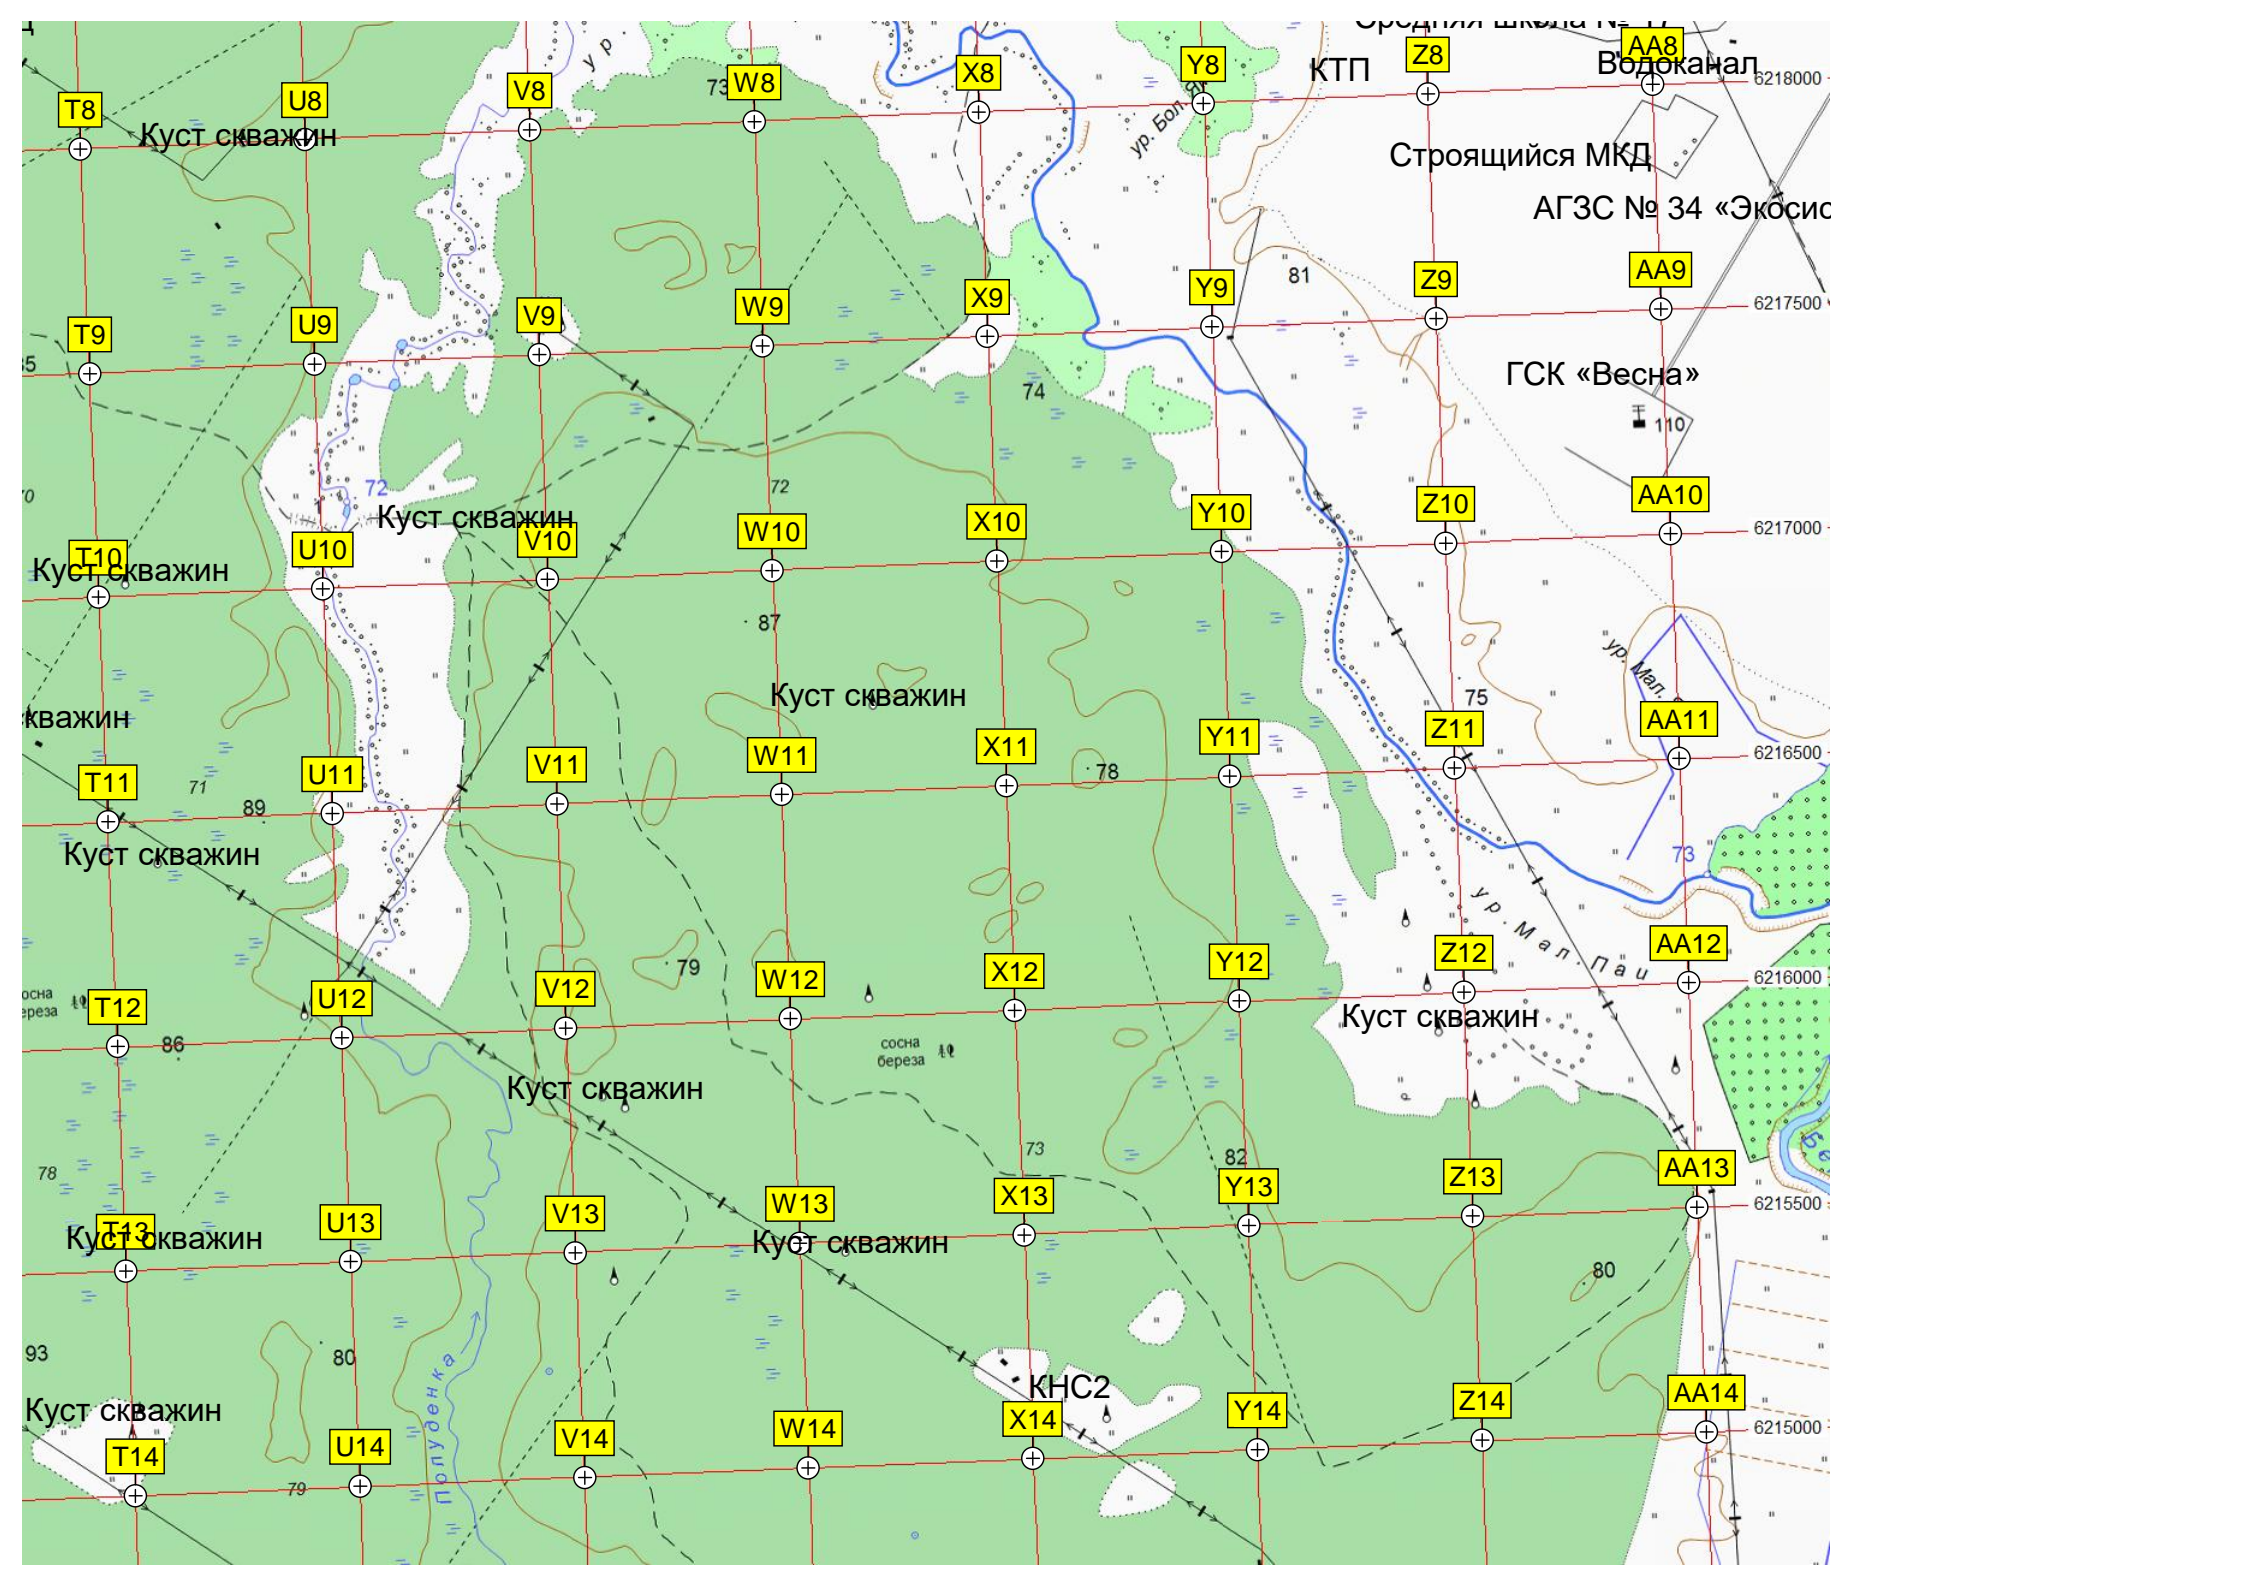 ур.
КТП
Z8
AA8
Водоканал
Y8
X8
W8
73
V8
U8
T8
6218000
Куст скважин
ур. Бол.
Строящийся МКД
АГЗС № 34 «Экосис
81
AA9
Z9
Y9
X9
W9
V9
U9
T9
6217500
ГСК «Весна»
110
74
72
72
AA10
Z10
Y10
X10
W10
Куст скважин
V10
U10
T10
Куст скважин
6217000
87
ур. Мал.
Куст скважин
75
скважин
AA11
Z11
Y11
X11
W11
V11
U11
T11
6216500
78
71
89
Куст скважин
73
ур. Мал. Паи
AA12
Z12
Y12
X12
W12
V12
U12
T12
6216000
79
Куст скважин
сосна
береза
86
Куст скважин
73
82
78
AA13
Z13
Y13
X13
W13
V13
U13
T13
6215500
Куст скважин
Куст скважин
80
93
80
Полуденка
КНС2
Куст скважин
AA14
Z14
Y14
X14
W14
V14
U14
T14
6215000
79